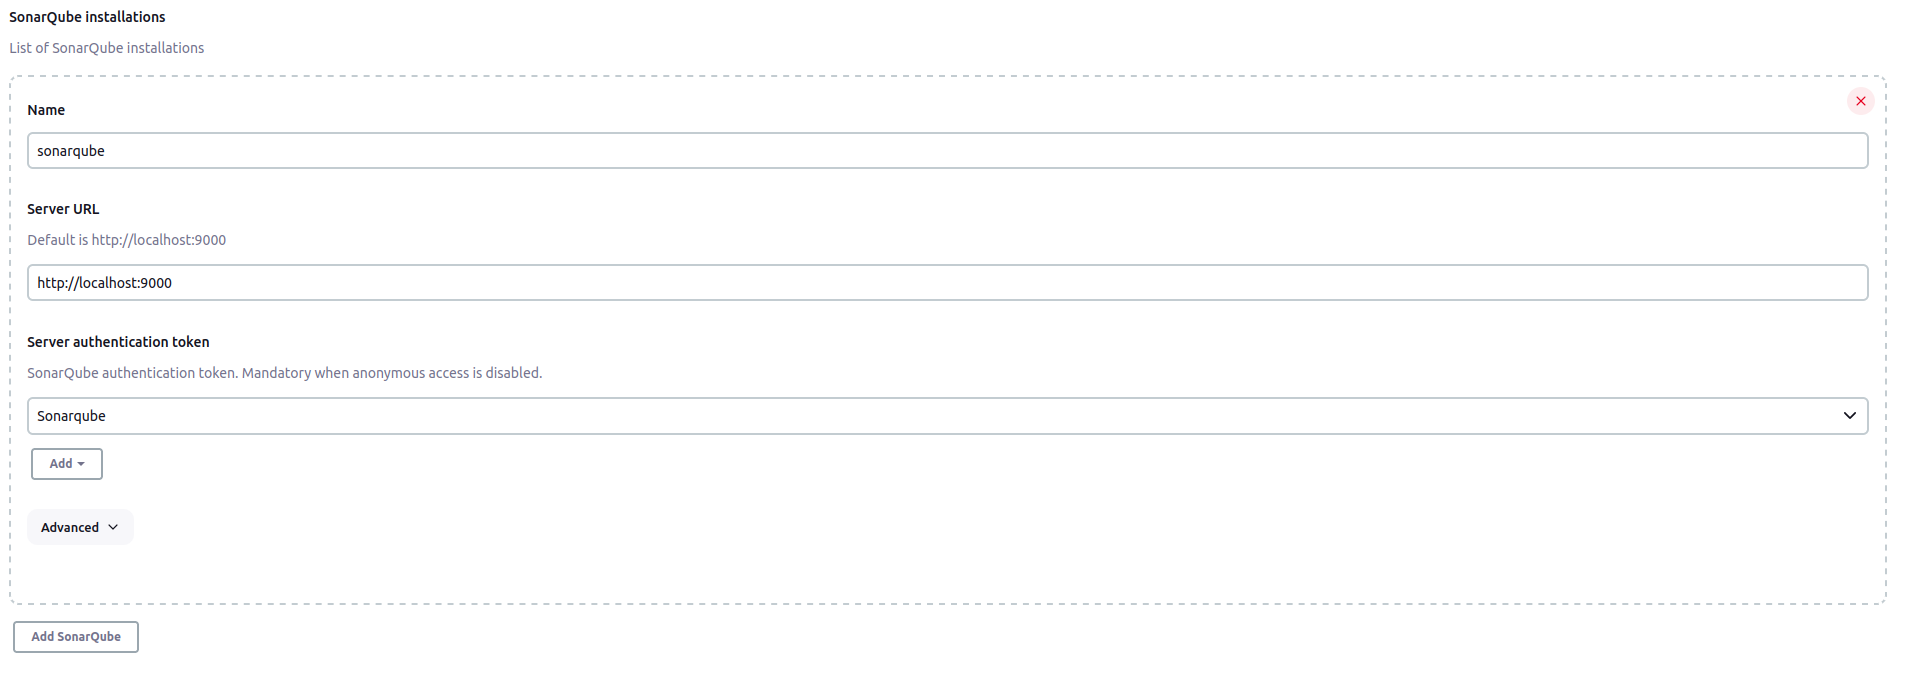 SonarQube installations
List of SonarQube installations
Name
sonarqube
Server URL
Default is http://localhost:9000
http://localhost:9000
Server authentication token
SonarQube authentication token. Mandatory when anonymous access is disabled.
Sonarqube
Add
Advanced
Add SonarQube